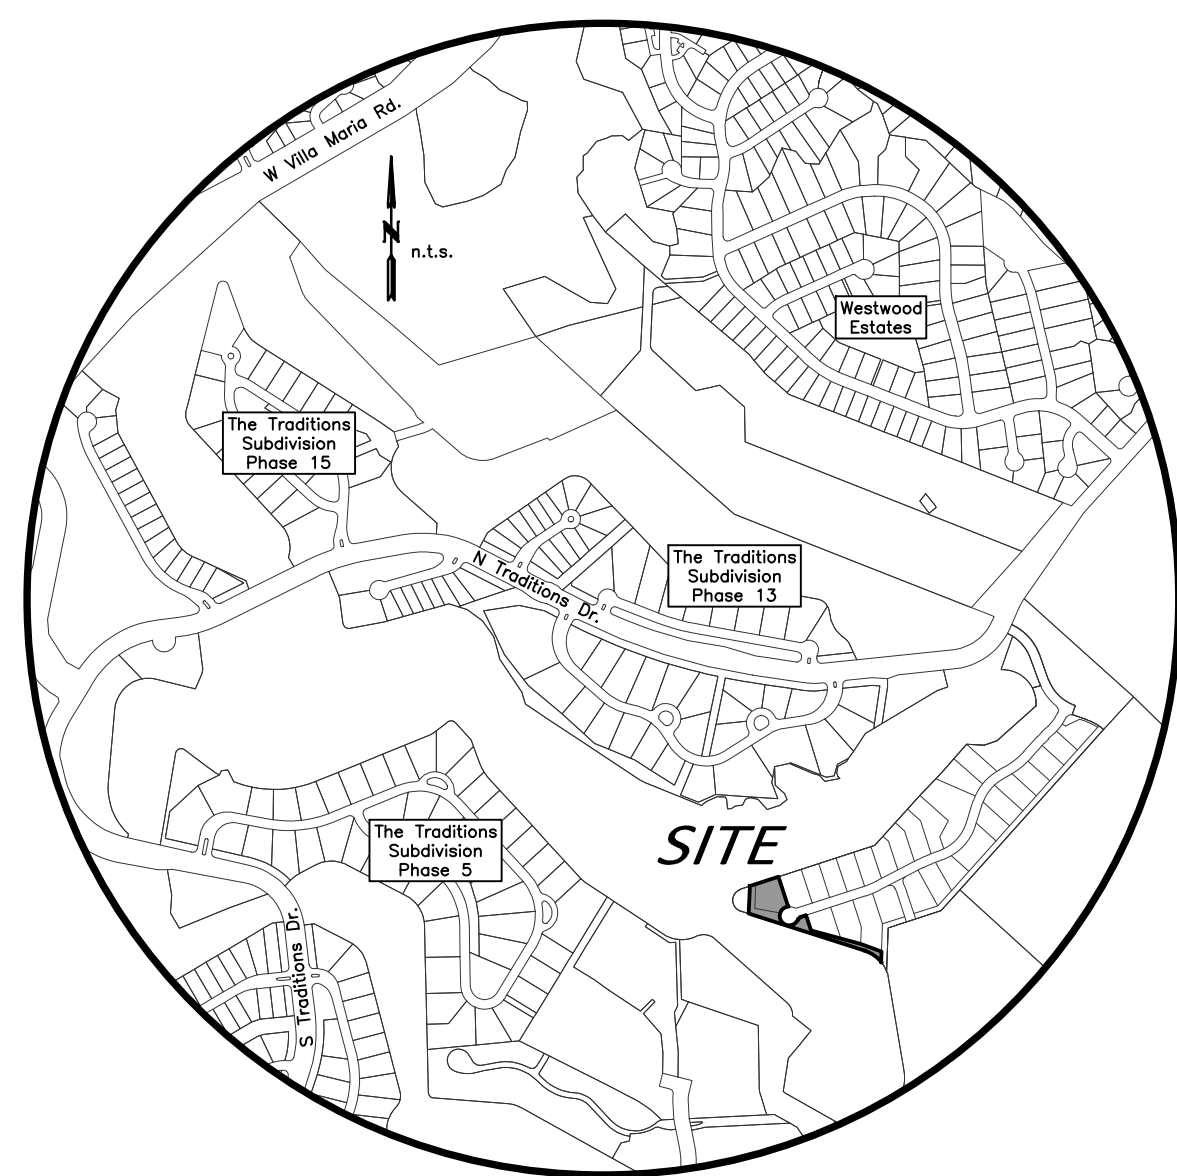 W Villa Maria Rd.
N
n.t.s.
Westwood
Estates
The Traditions
Subdivision
Phase 15
N Traditions Dr.
The Traditions
Subdivision
Phase 13
SITE
The Traditions
Subdivision
Phase 5
S Traditions Dr.